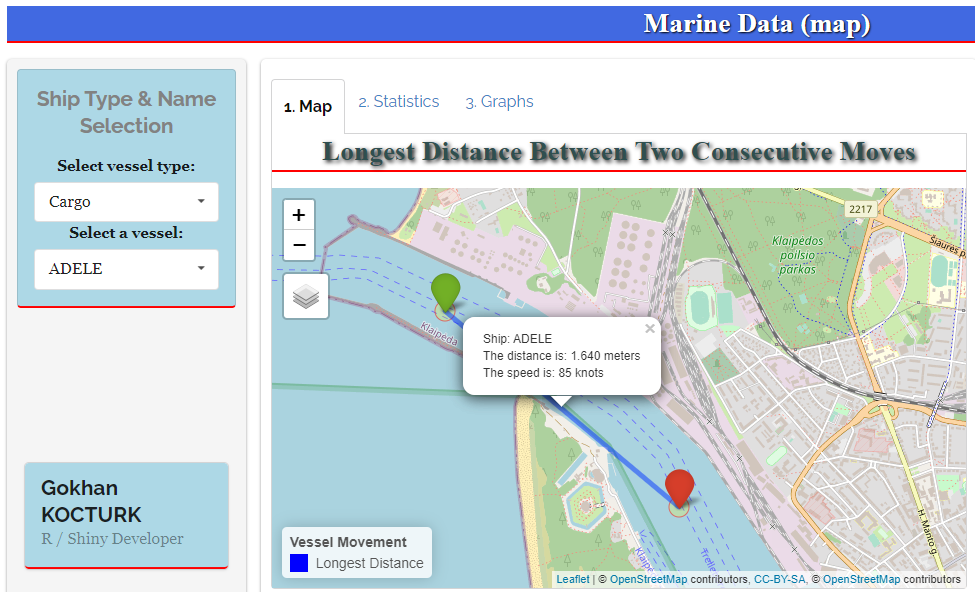 Marine Data (map)
Ship Type & Name
Selection
Select vessel type:
Cargo
Select a vessel:
ADELE
Gokhan
KOCTURK
R / Shiny Developer
1. Map
2. Statistics
3. Graphs
Longest Distance Between Two Consecutive Moves
+
−
2217
Klaipėdos
poilsio
parkas
Šiaurės p
Klaipėda
Ship: ADELE
The distance is: 1.640 meters
The speed is: 85 knots
×
H. Manto g
Vessel Movement
Longest Distance
Leaflet | © OpenStreetMap contributors, CC-BY-SA, © OpenStreetMap contributors